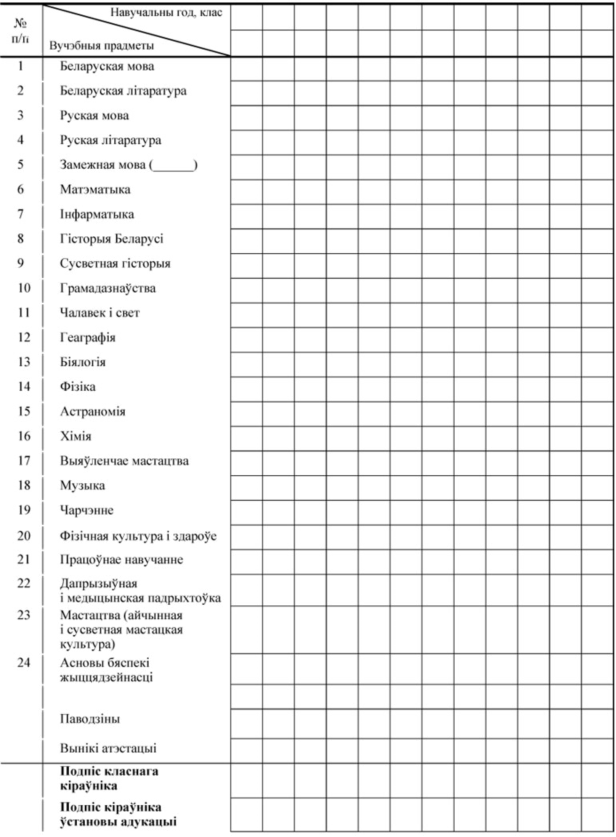 Навучальны год, клас
№
п/п
Вучэбныя прадметы
1 Беларуская мова
2 Беларуская літаратура
3 Руская мова
4 Руская літаратура
5 Замежная мова (______)
6 Матэматыка
7 Інфарматыка
8 Гісторыя Беларусі
9 Сусветная гісторыя
10 Грамадазнаўства
11 Чалавек і свет
12 Геаграфія
13 Біялогія
14 Фізіка
15 Астраномія
16 Хімія
17 Выяўленчае мастацтва
18 Музыка
19 Чарчэнне
20 Фізічная культура і здароўе
21 Працоўнае навучанне
22 Дапрызыўная
і медыцынская падрыхтоўка
23 Мастацтва (айчынная
і сусветная мастацкая
культура)
24 Асновы бяспекі
жыццядзейнасці
Паводзіны
Вынікі атэстацыі
Подпіс класнага
кіраўніка
Подпіс кіраўніка
ўстановы адукацыі